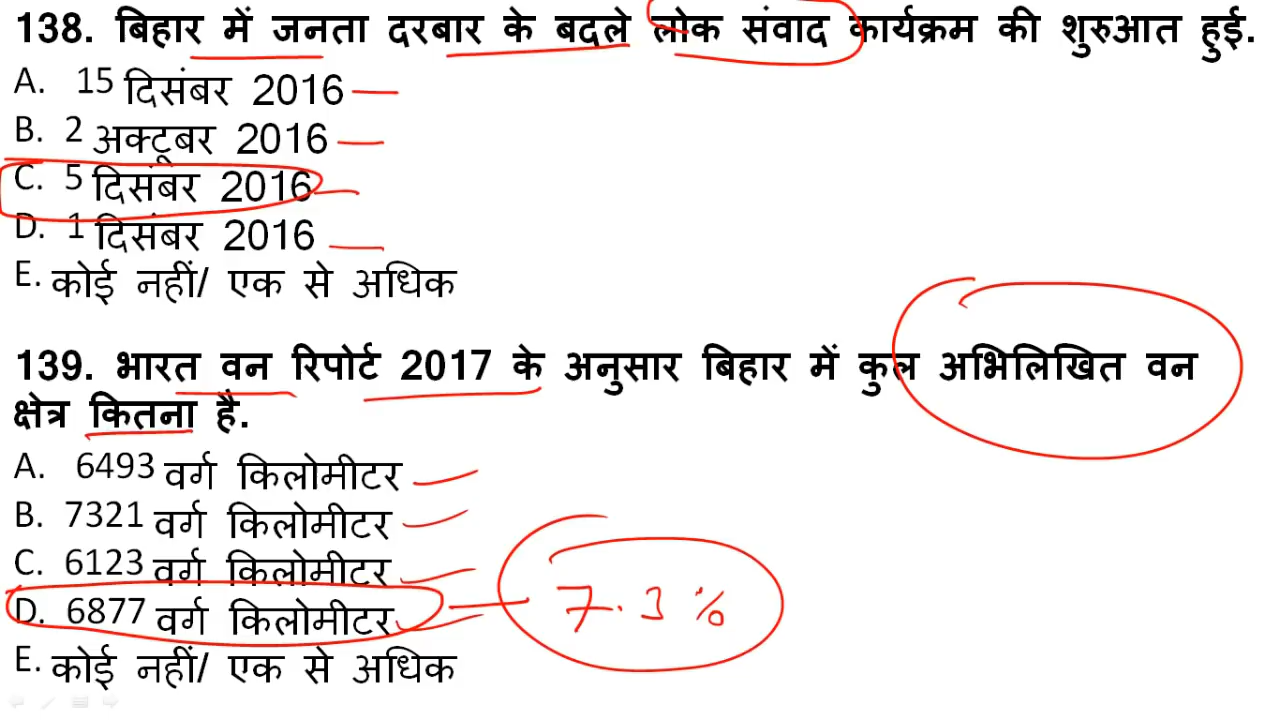 138. बिहार में जनता दरबार के बदले लोक संवाद कार्यक्रम की शुरुआत हुई.
A. 15 दिसंबर 2016
B. 2 अक्टूबर 2016
C. 5 दिसंबर 2016
D. 1 दिसंबर 2016
E. कोई नहीं/ एक से अधिक
139. भारत वन रिपोर्ट 2017 के अनुसार बिहार में कुल अभिलिखित वन
क्षेत्र कितना है.
A. 6493 वर्ग किलोमीटर
B. 7321 वर्ग किलोमीटर
C. 6123 वर्ग किलोमीटर
D. 6877 वर्ग किलोमीटर
7.3 %
E. कोई नहीं/ एक से अधिक